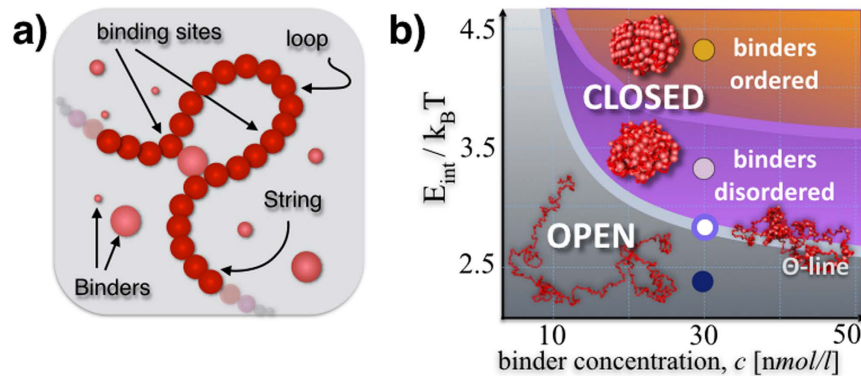 a)
binding sites
loop
String
Binders
b)
E_int / k_BT
4.5
3.5
2.5
binders
ordered
CLOSED
binders
disordered
OPEN
Θ-line
10
30
50
binder concentration, c [nmol/l]